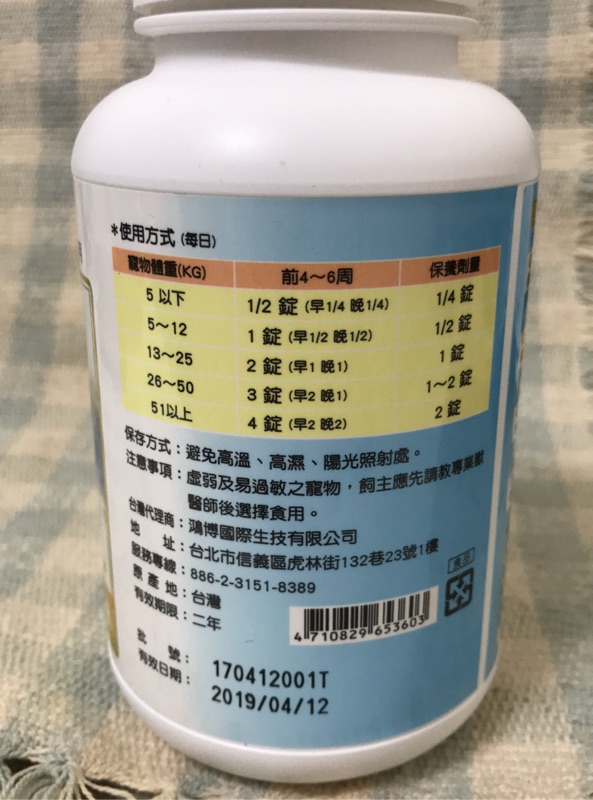 *使用方式 (每日)
寵物體重(KG) 前4～6周 保養劑量
5 以下 1/2 錠 (早1/4 晚1/4) 1/4 錠
5～12 1 錠 (早1/2 晚1/2) 1/2 錠
13～25 2 錠 (早1 晚1) 1 錠
26～50 3 錠 (早2 晚1) 1～2 錠
51以上 4 錠 (早2 晚2) 2 錠
保存方式：避免高溫、高濕、陽光照射處。
注意事項：虛弱及易過敏之寵物，飼主應先請教專業獸
醫師後選擇食用。
台灣代理商：鴻博國際生技有限公司
地 址：台北市信義區虎林街132巷23號1樓
服務專線：886-2-3151-8389
原 產 地：台灣
有效期限：二年
4 710829 653603
批 號：170412001T
有效日期：2019/04/12